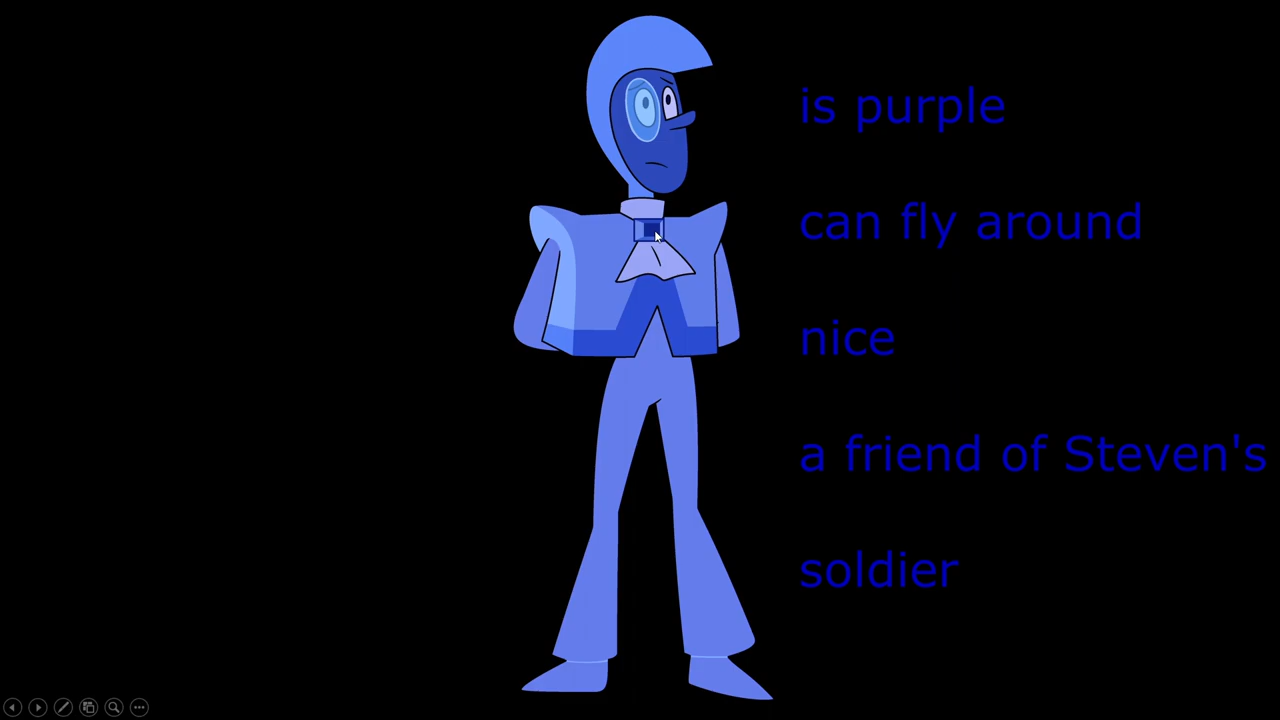 is purple
can fly around
nice
a friend of Steven's
soldier